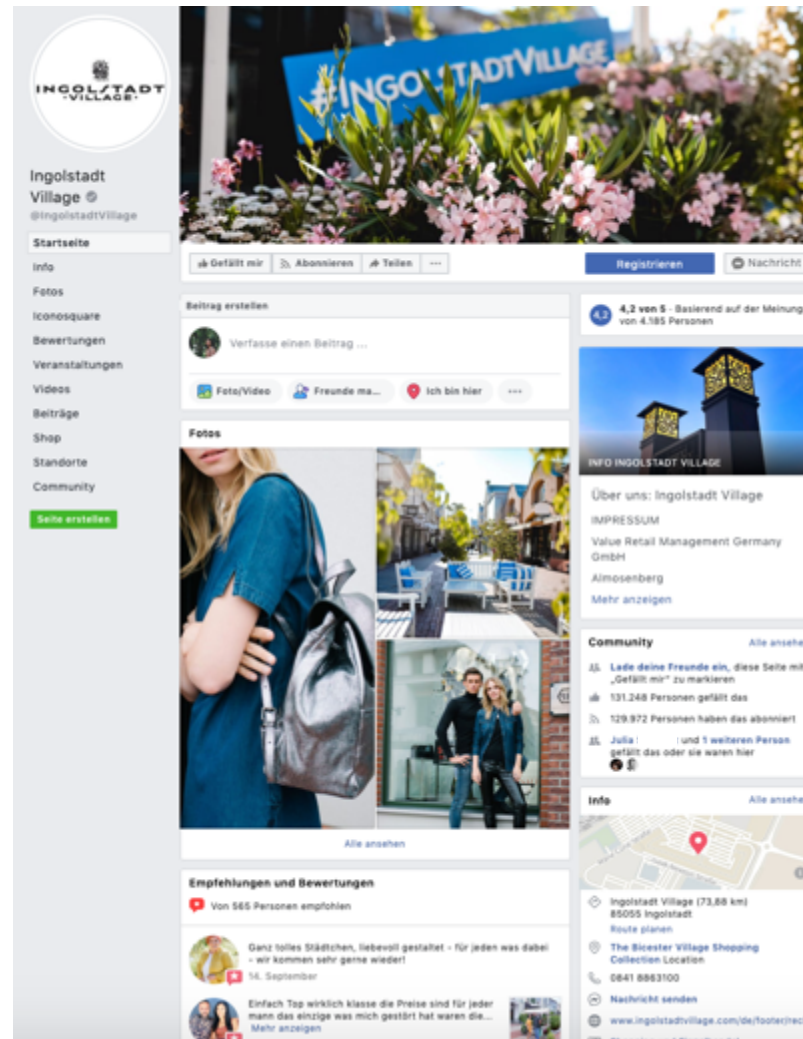 INGOLSTADT
-VILLAGE-
#INGOLSTADTVILLAGE
Ingolstadt
Village
@IngolstadtVillage
Startseite
Info
Fotos
Iconosquare
Bewertungen
Veranstaltungen
Videos
Beiträge
Shop
Standorte
Community
Seite erstellen
Gefällt mir Abonnieren Teilen ...
Registrieren Nachricht
Beitrag erstellen
Verfasse einen Beitrag ...
Foto/Video Freunde ma... Ich bin hier ...
Fotos
Alle ansehen
Empfehlungen und Bewertungen
Von 565 Personen empfohlen
Ganz tolles Städtchen, liebevoll gestaltet - für jeden was dabei
- wir kommen sehr gerne wieder!
14. September
Einfach Top wirklich klasse die Preise sind für jeder
mann das einzige was mich gestört hat waren die...
Mehr anzeigen
4,2
4,2 von 5 - Basierend auf der Meinung
von 4.185 Personen
INFO INGOLSTADT VILLAGE
Über uns: Ingolstadt Village
IMPRESSUM
Value Retail Management Germany
GmbH
Almosenberg
Mehr anzeigen
Community Alle ansehe
Lade deine Freunde ein, diese Seite mit
„Gefällt mir" zu markieren
131.248 Personen gefällt das
129.972 Personen haben das abonniert
Julia und 1 weiteren Person
gefällt das oder sie waren hier
Info Alle ansehe
Ingolstadt Village (73,88 km)
85055 Ingolstadt
Route planen
The Bicester Village Shopping
Collection Location
0841 8863100
Nachricht senden
www.ingolstadtvillage.com/de/footer/rec